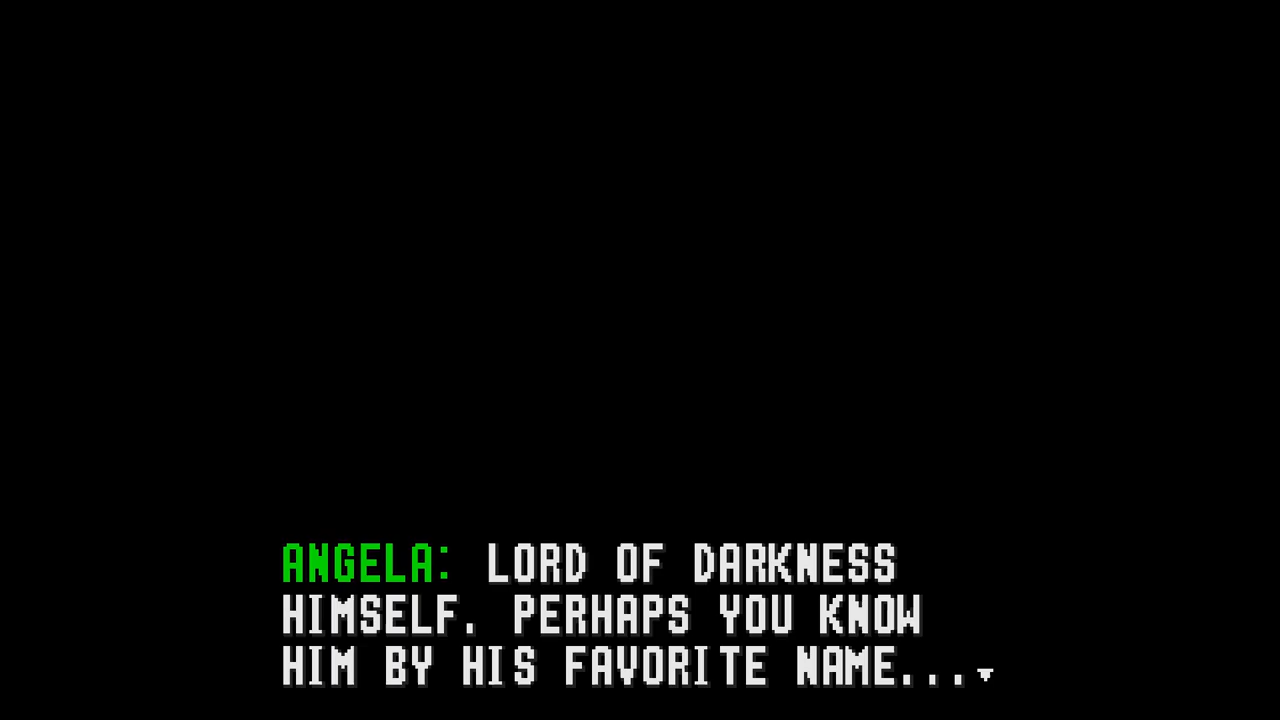 ANGELA: LORD OF DARKNESS
HIMSELF. PERHAPS YOU KNOW
HIM BY HIS FAVORITE NAME...